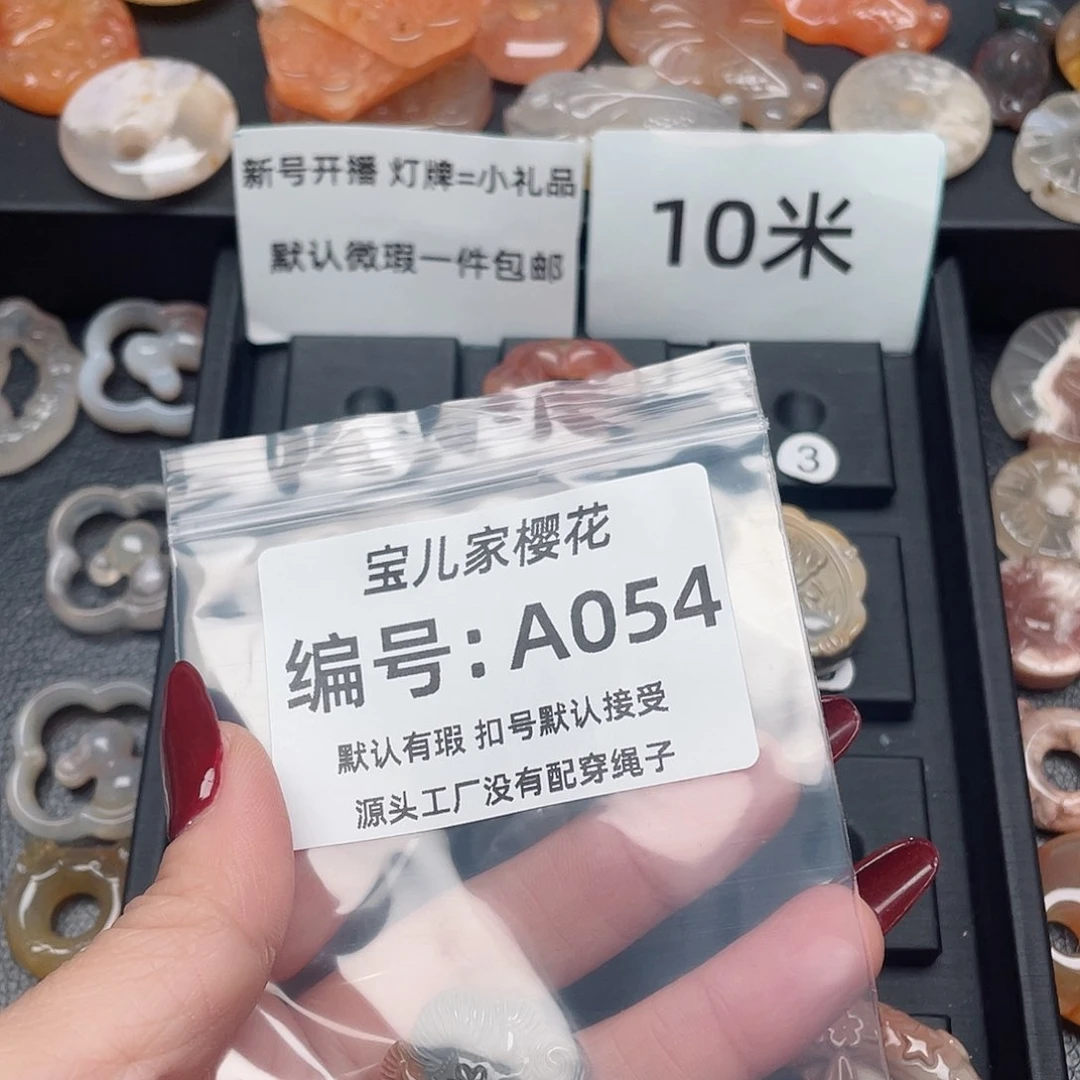 新号开播 灯牌=小礼品
默认微瑕一件包邮
10米
3
宝儿家樱花
编号：A054
默认有瑕 扣号默认接受
源头工厂没有配穿绳子